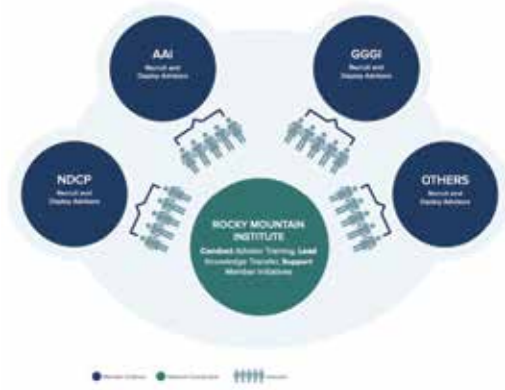 AAI
Recruit and
Deploy Advisors
GGGI
Recruit and
Deploy Advisors
NDCP
Recruit and
Deploy Advisors
OTHERS
Recruit and
Deploy Advisors
ROCKY MOUNTAIN
INSTITUTE
Conduct Advisor Training, Lead
Knowledge Transfer, Support
Member Initiatives